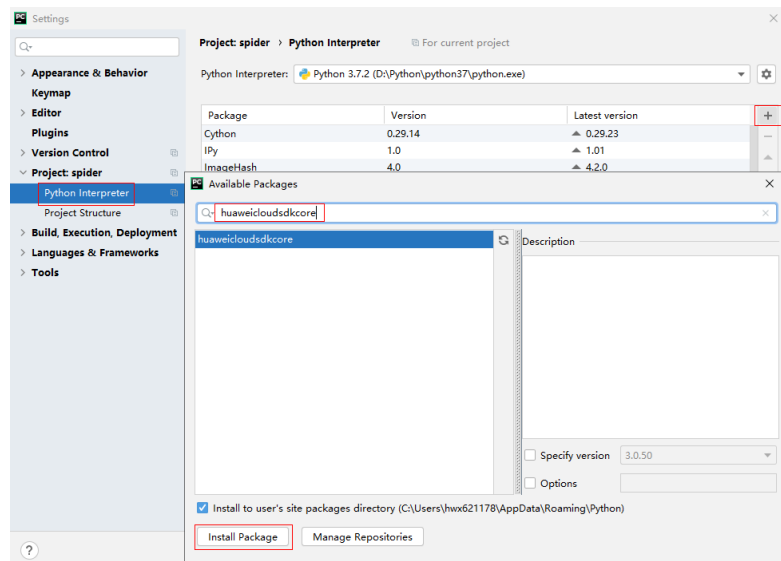 PC Settings
Project: spider > Python Interpreter For current project
Appearance & Behavior
Keymap
Editor
Plugins
Version Control
Project: spider
Python Interpreter
Project Structure
Build, Execution, Deployment
Languages & Frameworks
Tools
Python Interpreter: Python 3.7.2 (D:\Python\python37\python.exe)
Package Version Latest version
Cython 0.29.14 0.29.23
IPy 1.0 1.01
ImageHash 4.0 4.2.0
PC Available Packages
huaweicloudsdkcore
huaweicloudsdkcore
Description
Specify version 3.0.50
Options
Install to user's site packages directory (C:\Users\hwx621178\AppData\Roaming\Python)
Install Package Manage Repositories
?